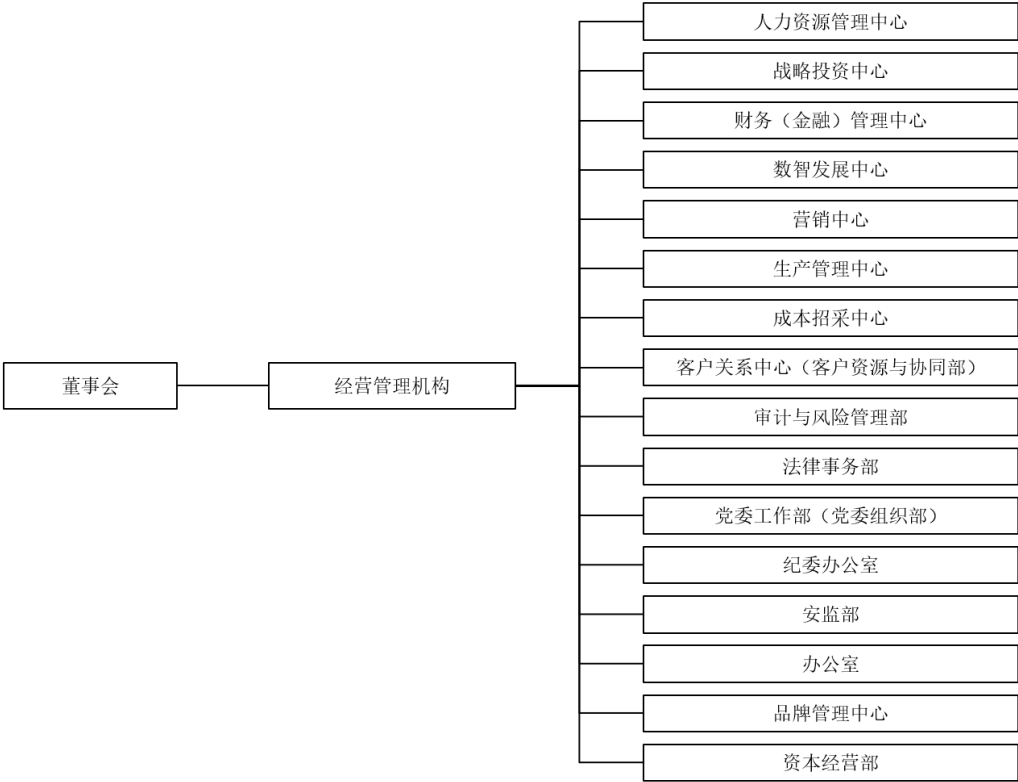 董事会
经营管理机构
人力资源管理中心
战略投资中心
财务（金融）管理中心
数智发展中心
营销中心
生产管理中心
成本招采中心
客户关系中心（客户资源与协同部）
审计与风险管理部
法律事务部
党委工作部（党委组织部）
纪委办公室
安监部
办公室
品牌管理中心
资本经营部